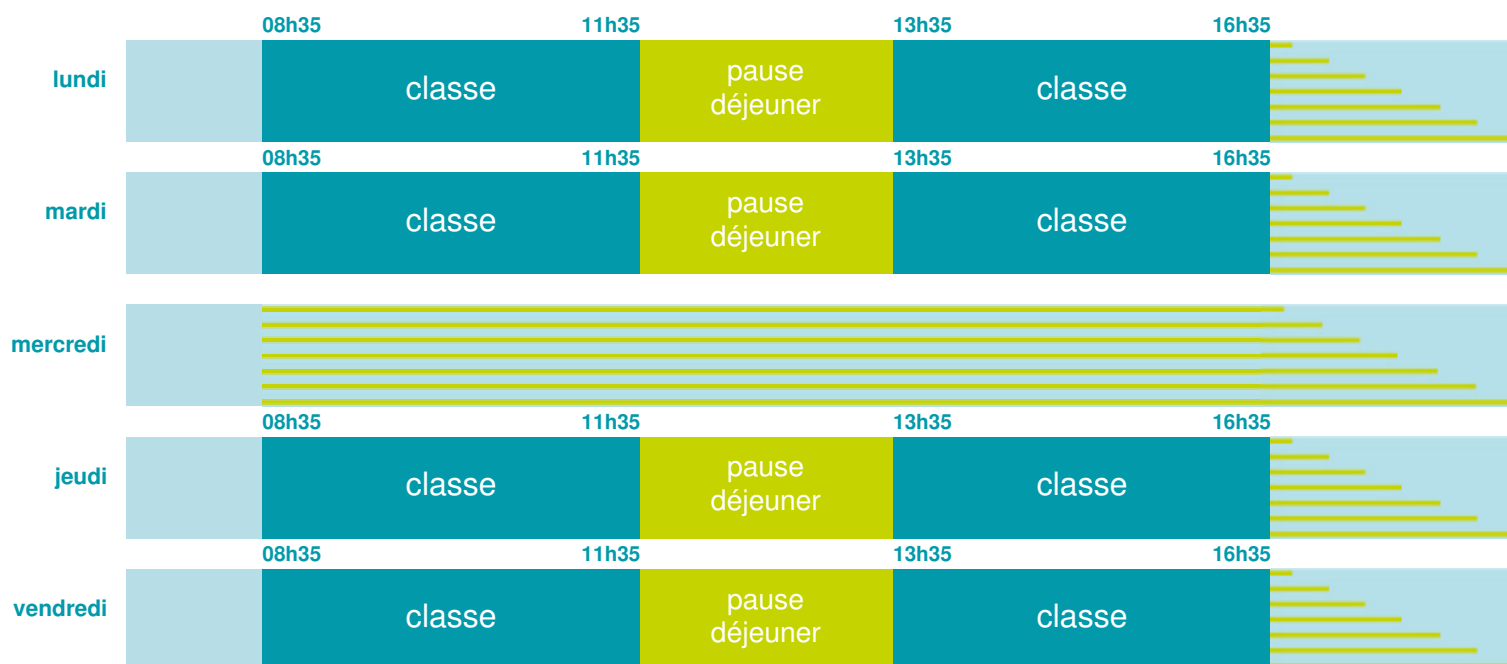 08h35 11h35 13h35 16h35
lundi classe pause déjeuner classe
08h35 11h35 13h35 16h35
mardi classe pause déjeuner classe
mercredi
08h35 11h35 13h35 16h35
jeudi classe pause déjeuner classe
08h35 11h35 13h35 16h35
vendredi classe pause déjeuner classe